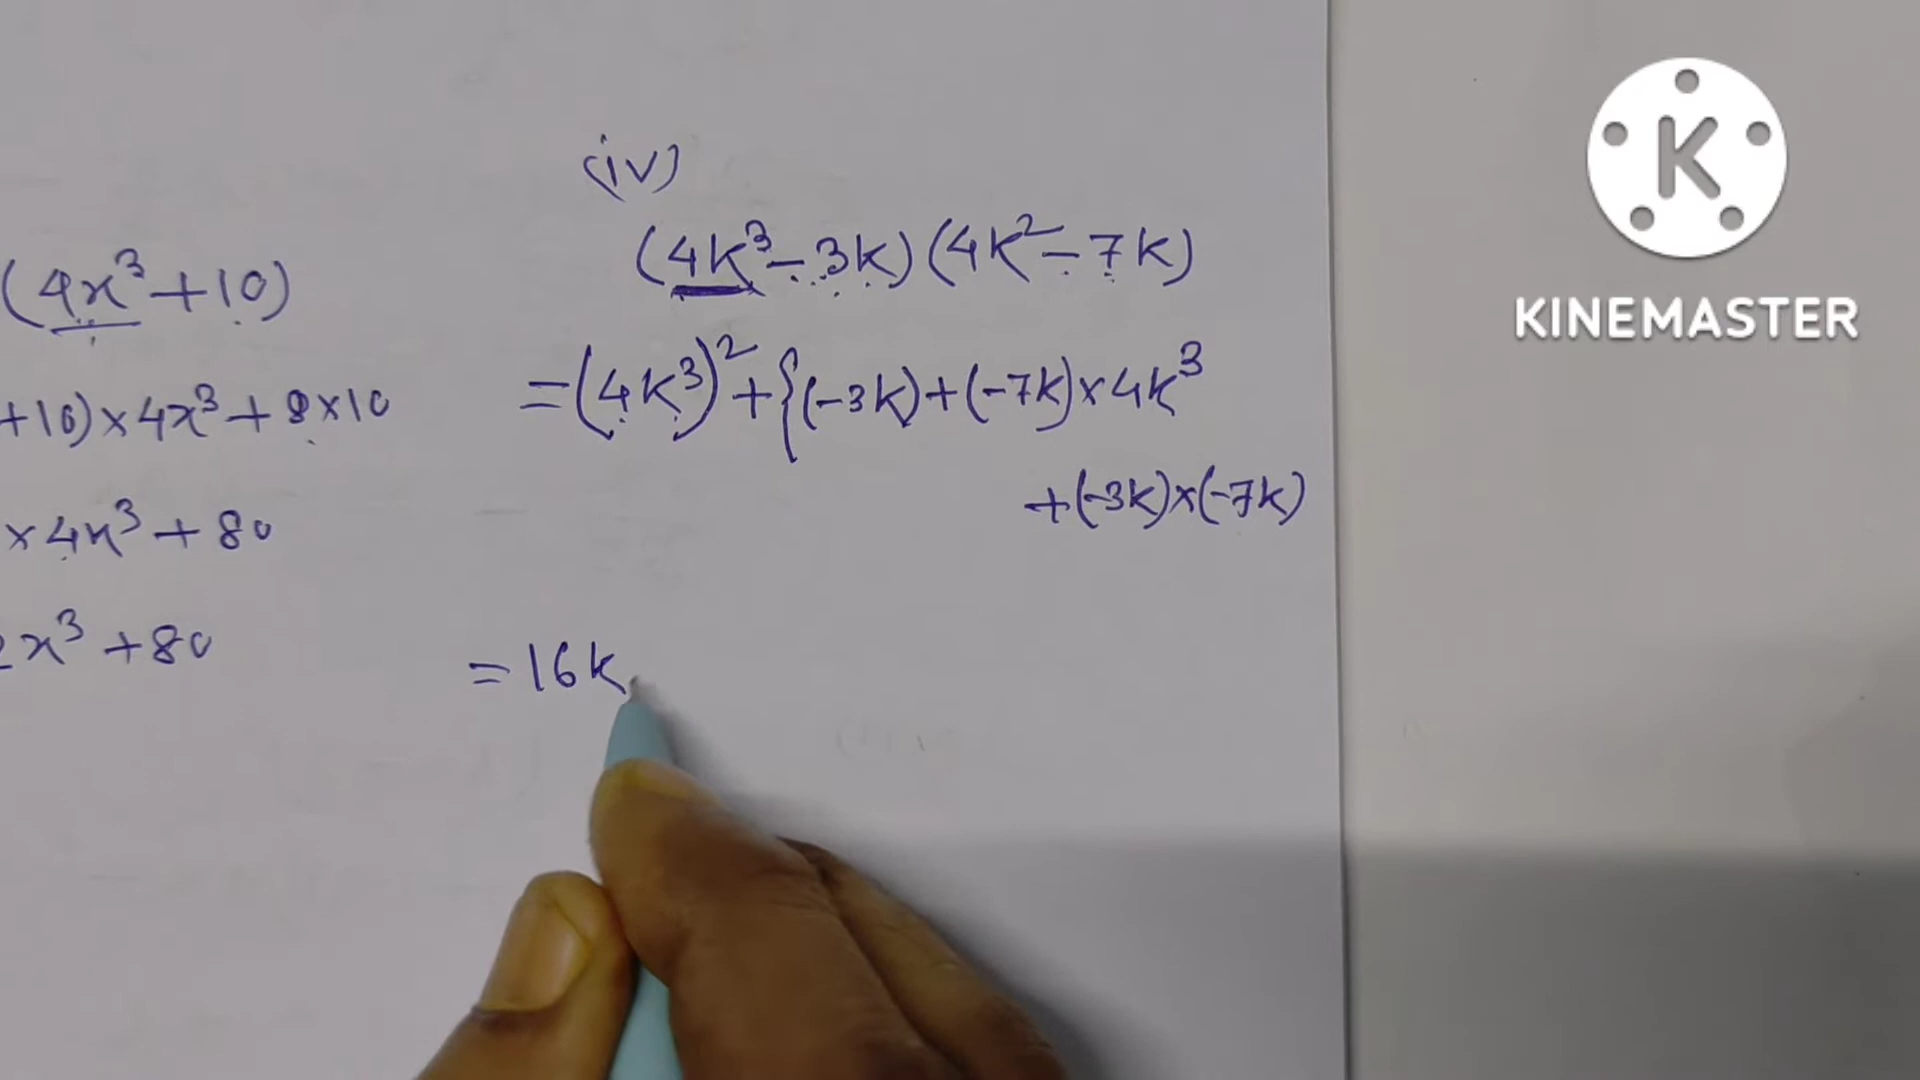 (iv)
(4k³-3k)(4k²-7k)
(4x³+10)
=(4k³)²+{(-3k)+(-7k)×4k³
+10)×4x³+8×10
+(-3k)×(-7k)
×4x³+80
2x³+80
=16k
K
KINEMASTER